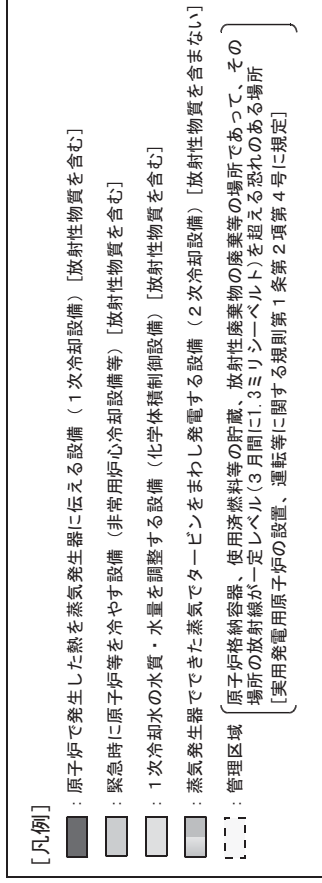 [凡例]
：原子炉で発生した熱を蒸気発生器に伝える設備（１次冷却設備）[放射性物質を含む]
：緊急時に原子炉等を冷やす設備（非常用炉心冷却設備等）[放射性物質を含む]
：１次冷却水の水質・水量を調整する設備（化学体積制御設備）[放射性物質を含む]
：蒸気発生器でできた蒸気でタービンをまわし発電する設備（２次冷却設備）[放射性物質を含まない]
：管理区域
原子炉格納容器、使用済燃料等の貯蔵、放射性廃棄物の廃棄等の場所であって、その
場所の放射線が一定レベル(３月間に1.3ミリシーベルト)を超える恐れのある場所
[実用発電用原子炉の設置、運転等に関する規則第１条第２項第４号に規定]